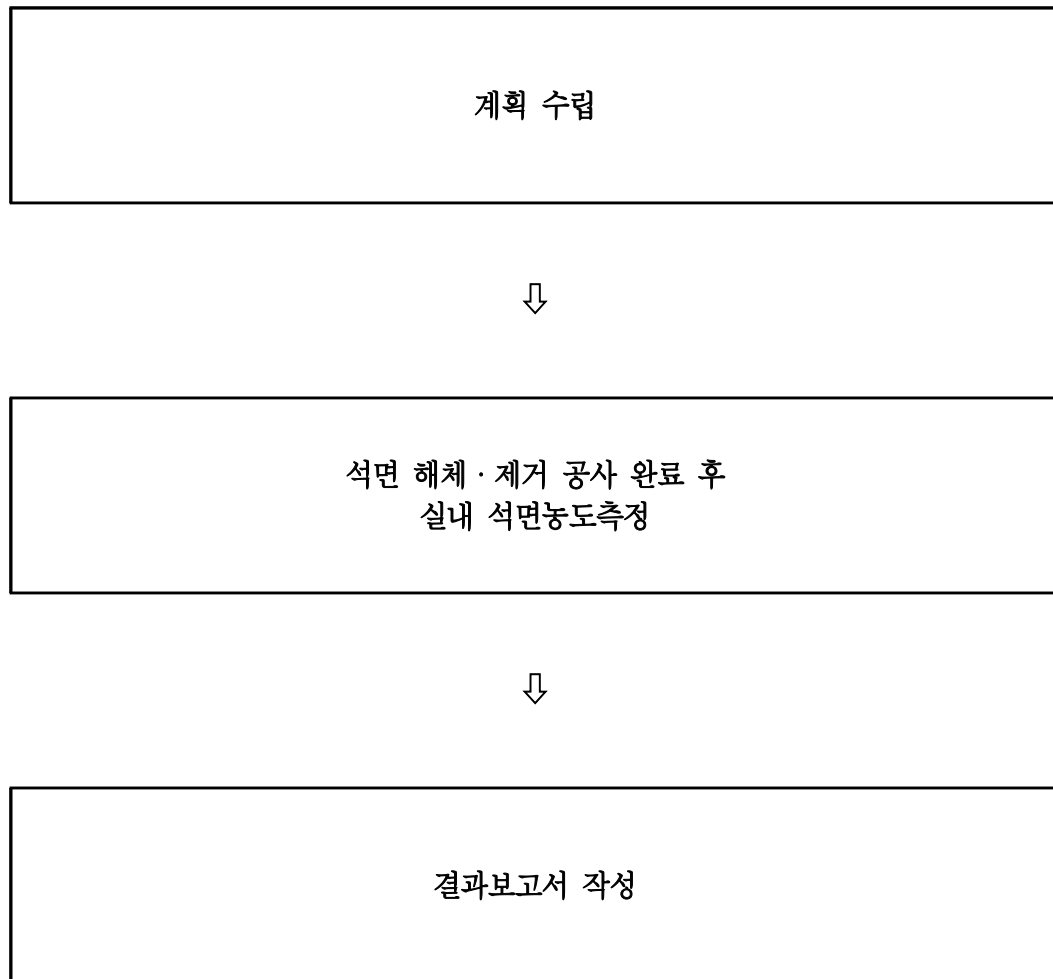 계획 수립
⇩
석면 해체 · 제거 공사 완료 후
실내 석면농도측정
⇩
결과보고서 작성